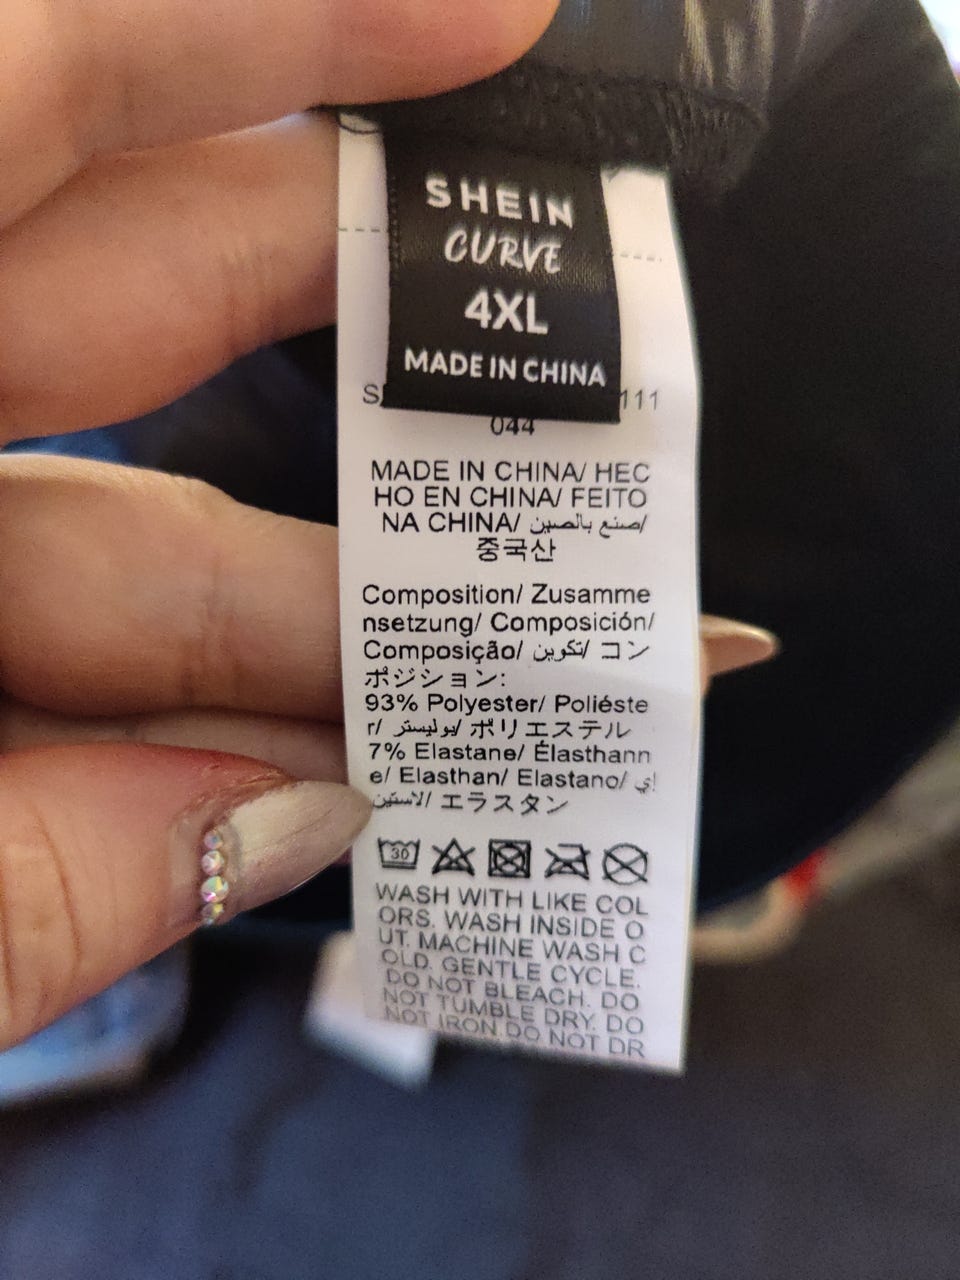 SHEIN
CURVE
4XL
MADE IN CHINA
111
044
MADE IN CHINA/ HEC
HO EN CHINA/ FEITO
NA CHINA/ صنع بالصين/
중국산
Composition/ Zusamme
nsetzung/ Composición/
Composição/ تكوين/ コン
ポジション:
93% Polyester/ Poliéste
r/ بوليستر/ ポリエステル
7% Elastane/ Élasthann
e/ Elasthan/ Elastano/ إي
لاستين/ エラスタン
30
WASH WITH LIKE COL
ORS. WASH INSIDE O
UT. MACHINE WASH C
OLD. GENTLE CYCLE.
DO NOT BLEACH. DO
NOT TUMBLE DRY. DO
NOT IRON. DO NOT DR